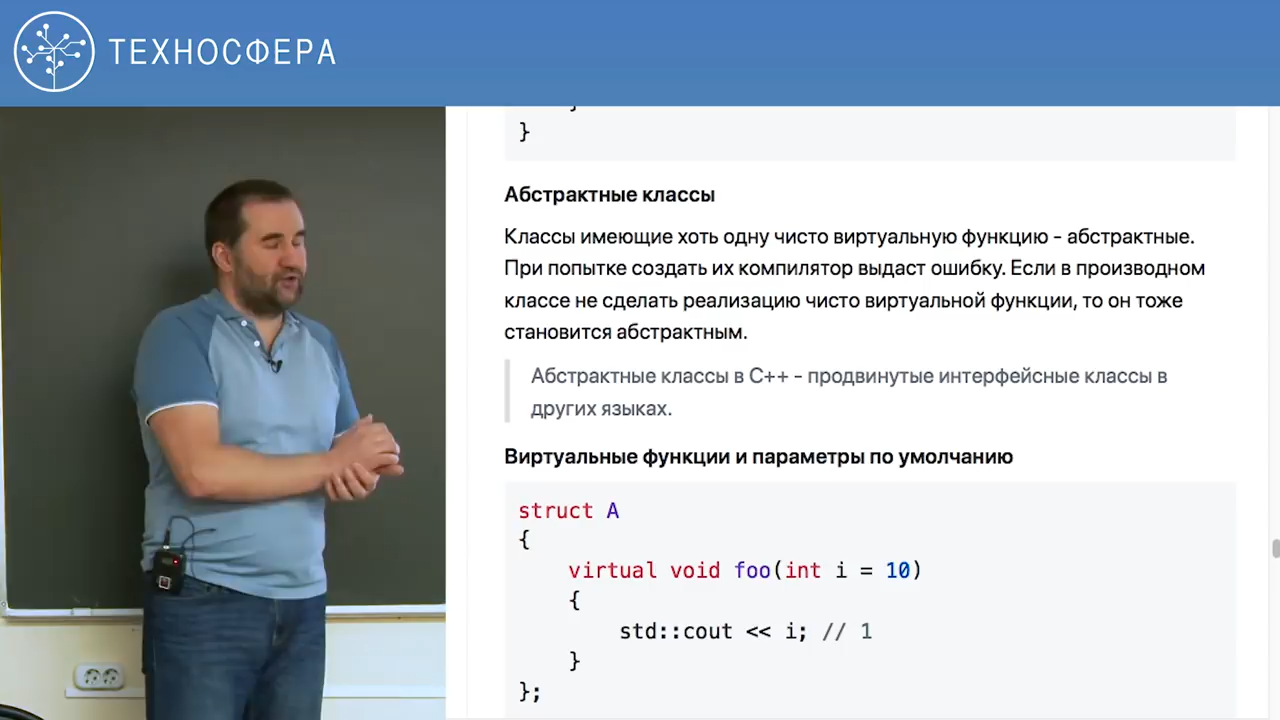 ТЕХНОСФЕРА
}
Абстрактные классы
Классы имеющие хоть одну чисто виртуальную функцию - абстрактные.
При попытке создать их компилятор выдаст ошибку. Если в производном
классе не сделать реализацию чисто виртуальной функции, то он тоже
становится абстрактным.
Абстрактные классы в C++ - продвинутые интерфейсные классы в
других языках.
Виртуальные функции и параметры по умолчанию
struct A
{
virtual void foo(int i = 10)
{
std::cout << i; // 1
}
};